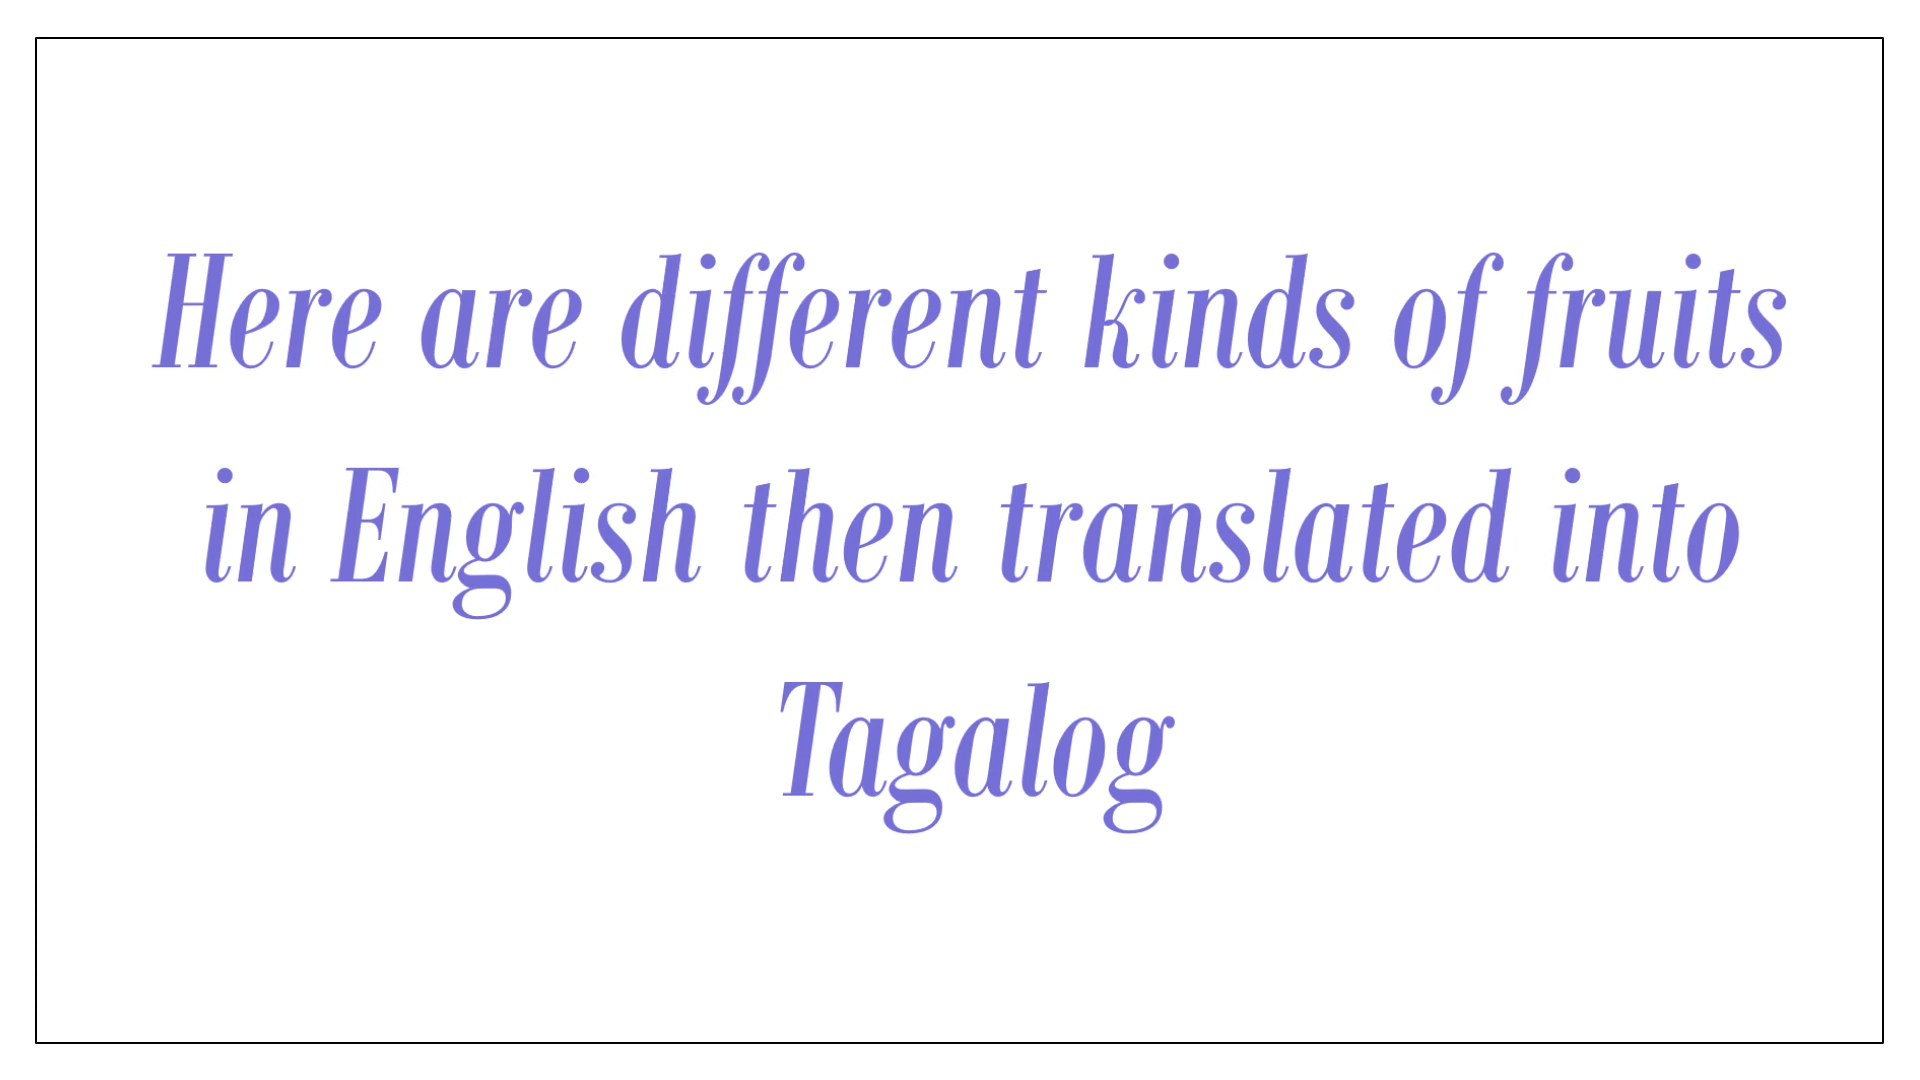 Here are different kinds of fruits
in English then translated into
Tagalog